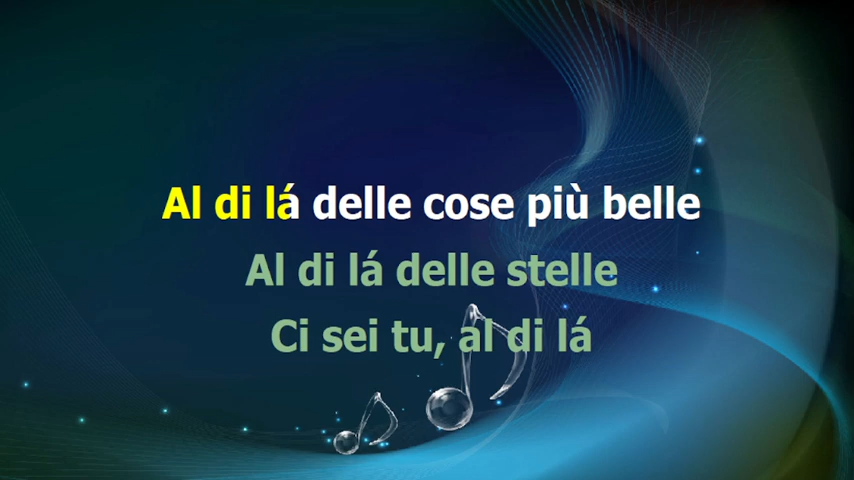 Al di lá delle cose più belle
Al di lá delle stelle
Ci sei tu, al di lá